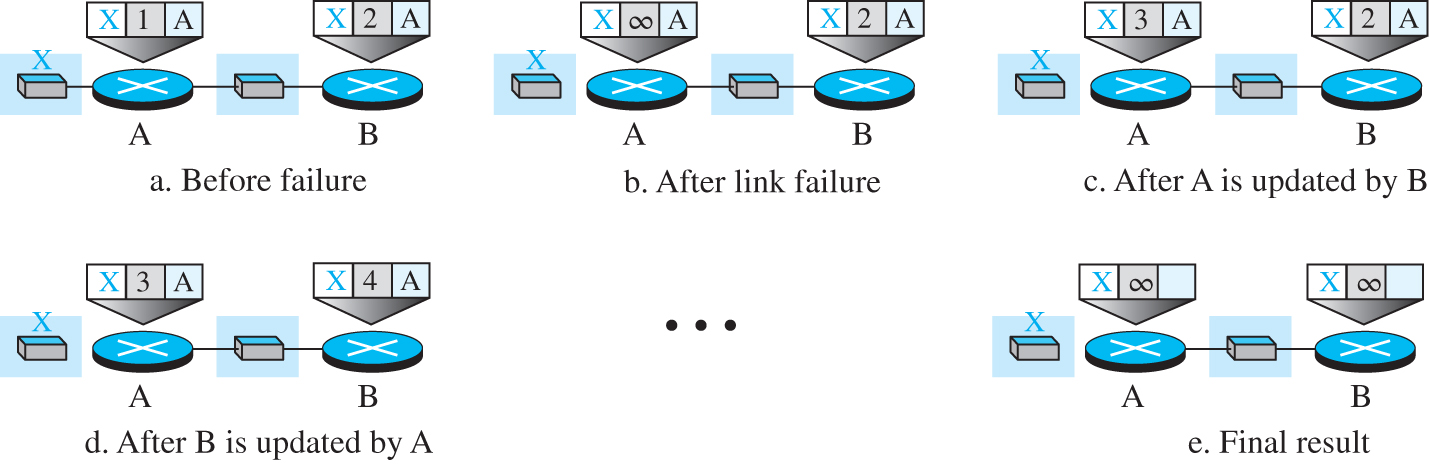 X 1 A X 2 A
X
A B
a. Before failure
X ∞ A X 2 A
X
A B
b. After link failure
X 3 A X 2 A
X
A B
c. After A is updated by B
X 3 A X 4 A
X
A B
d. After B is updated by A
X ∞ X ∞
X
A B
e. Final result